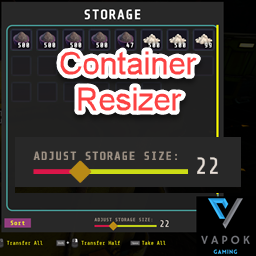 STORAGE
500 500 500 500 47 500 500 99
Container
Resizer
ADJUST STORAGE SIZE: 22
Sort
ADJUST STORAGE SIZE: 22
Transfer All
Transfer Half
Take All
VAPOK
GAMING